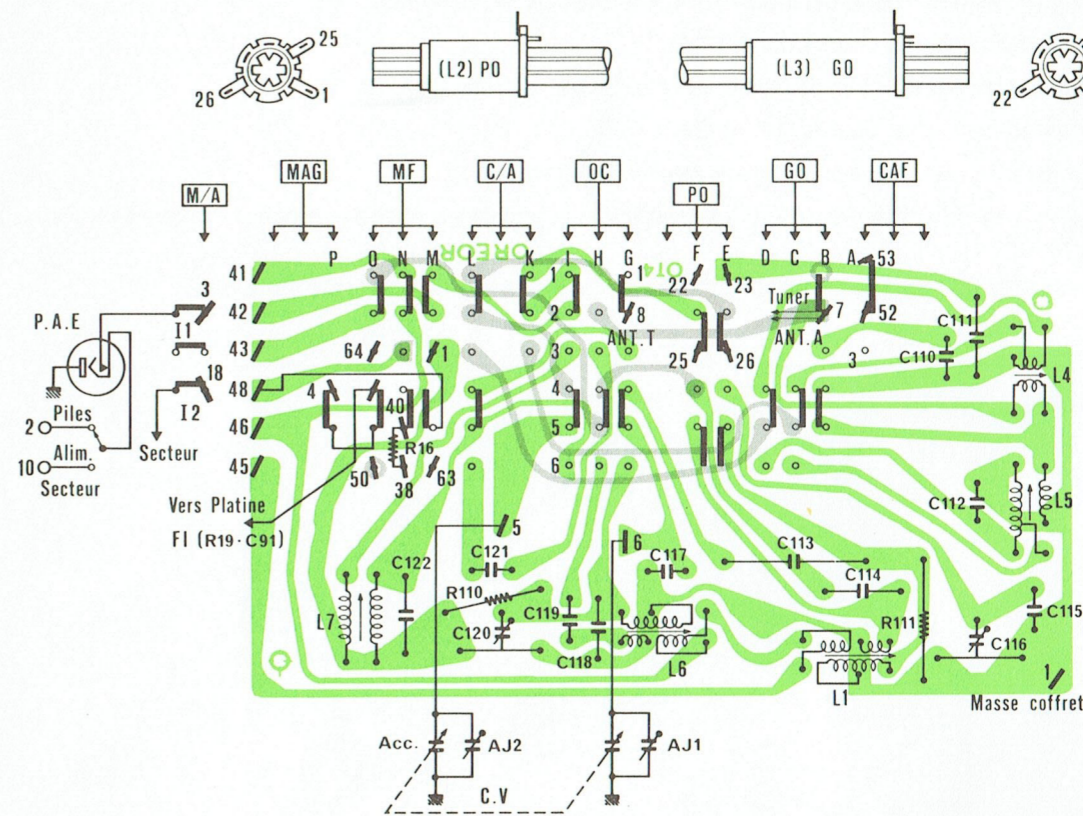 25
26
1
(L2) PO
(L3) GO
22
M/A
MAG
MF
C/A
OC
PO
GO
CAF
P O N M L K I H G F E D C B A
OREOR
OT4
41
42
43
48
46
45
3
I1
18
I2
P.A.E
Piles
2
Alim.
10
Secteur
Secteur
64
1
4
40
R16
50
38
63
1
2
3
4
5
6
8
ANT.T
22
23
25
26
Tuner
7
ANT.A
53
52
3
C111
C110
L4
C112
L5
Vers Platine
FI (R19-C91)
5
6
C122
L7
C121
R110
C120
C119
C118
C117
L6
C113
C114
R111
L1
C115
C116
1
Masse coffret
Acc.
AJ2
AJ1
C.V